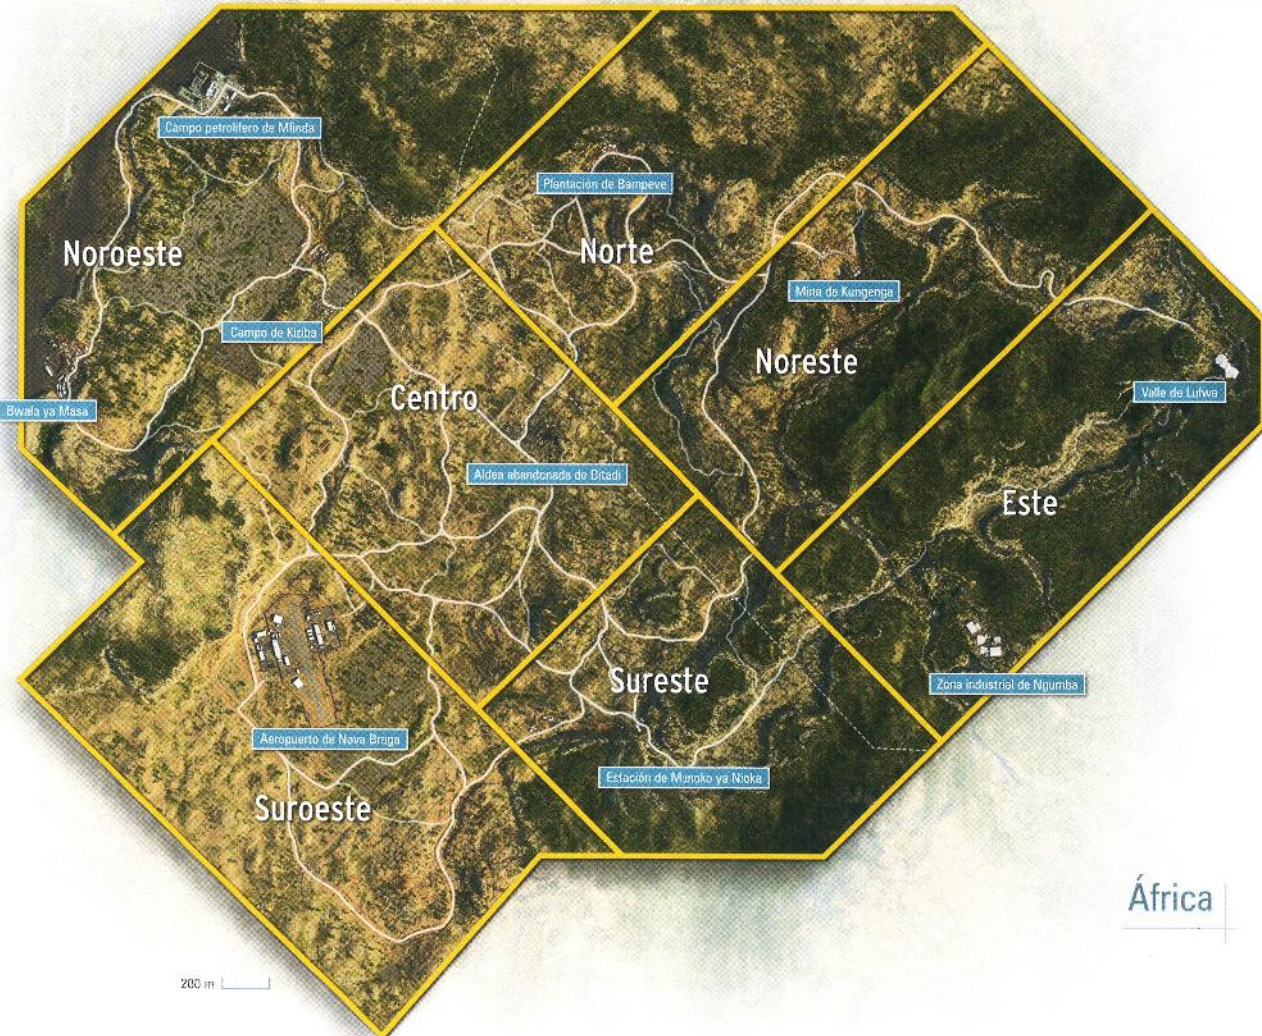 Campo petrolífero de Mfinda
Plantación de Bampeve
Noroeste
Norte
Mina de Kungenga
Campo de Kiziba
Noreste
Centro
Valle de Lufwa
Bwala ya Masa
Aldea abandonada de Ditadi
Este
Sureste
Zona industrial de Ngumba
Aeropuerto de Nova Braga
Estación de Munoko ya Nioka
Suroeste
África
200 m